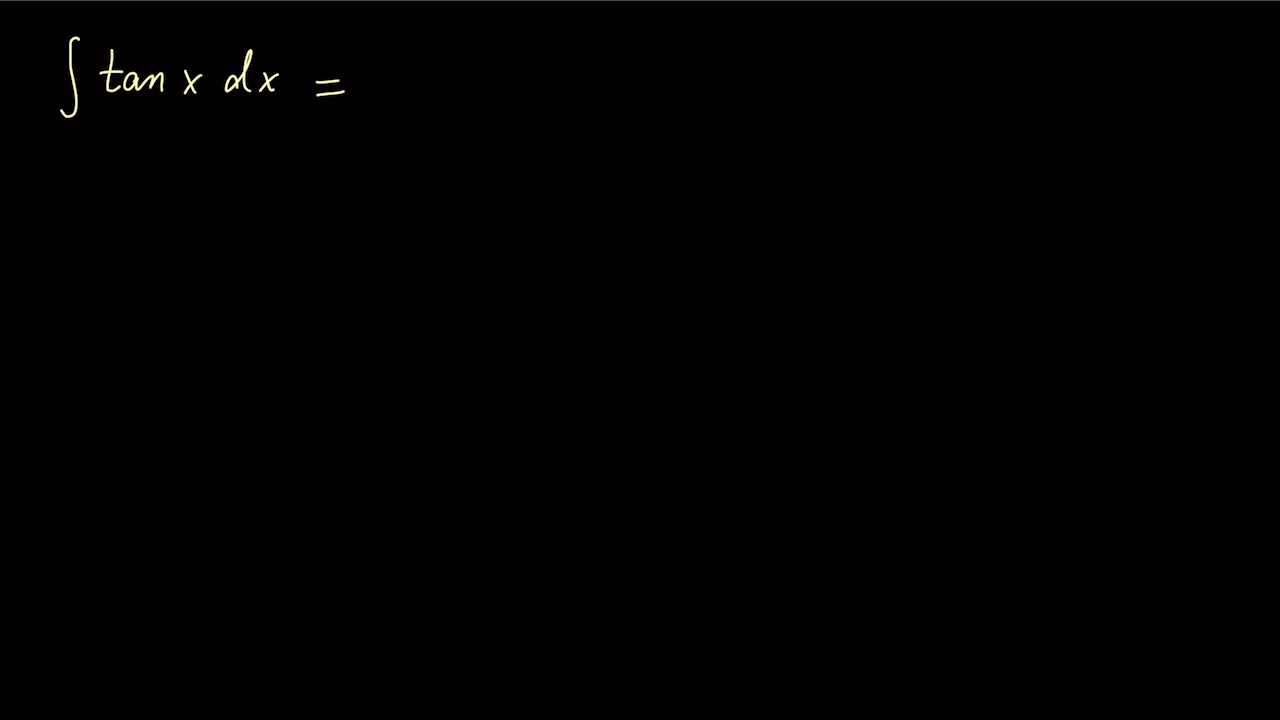 ∫ tan x dx =